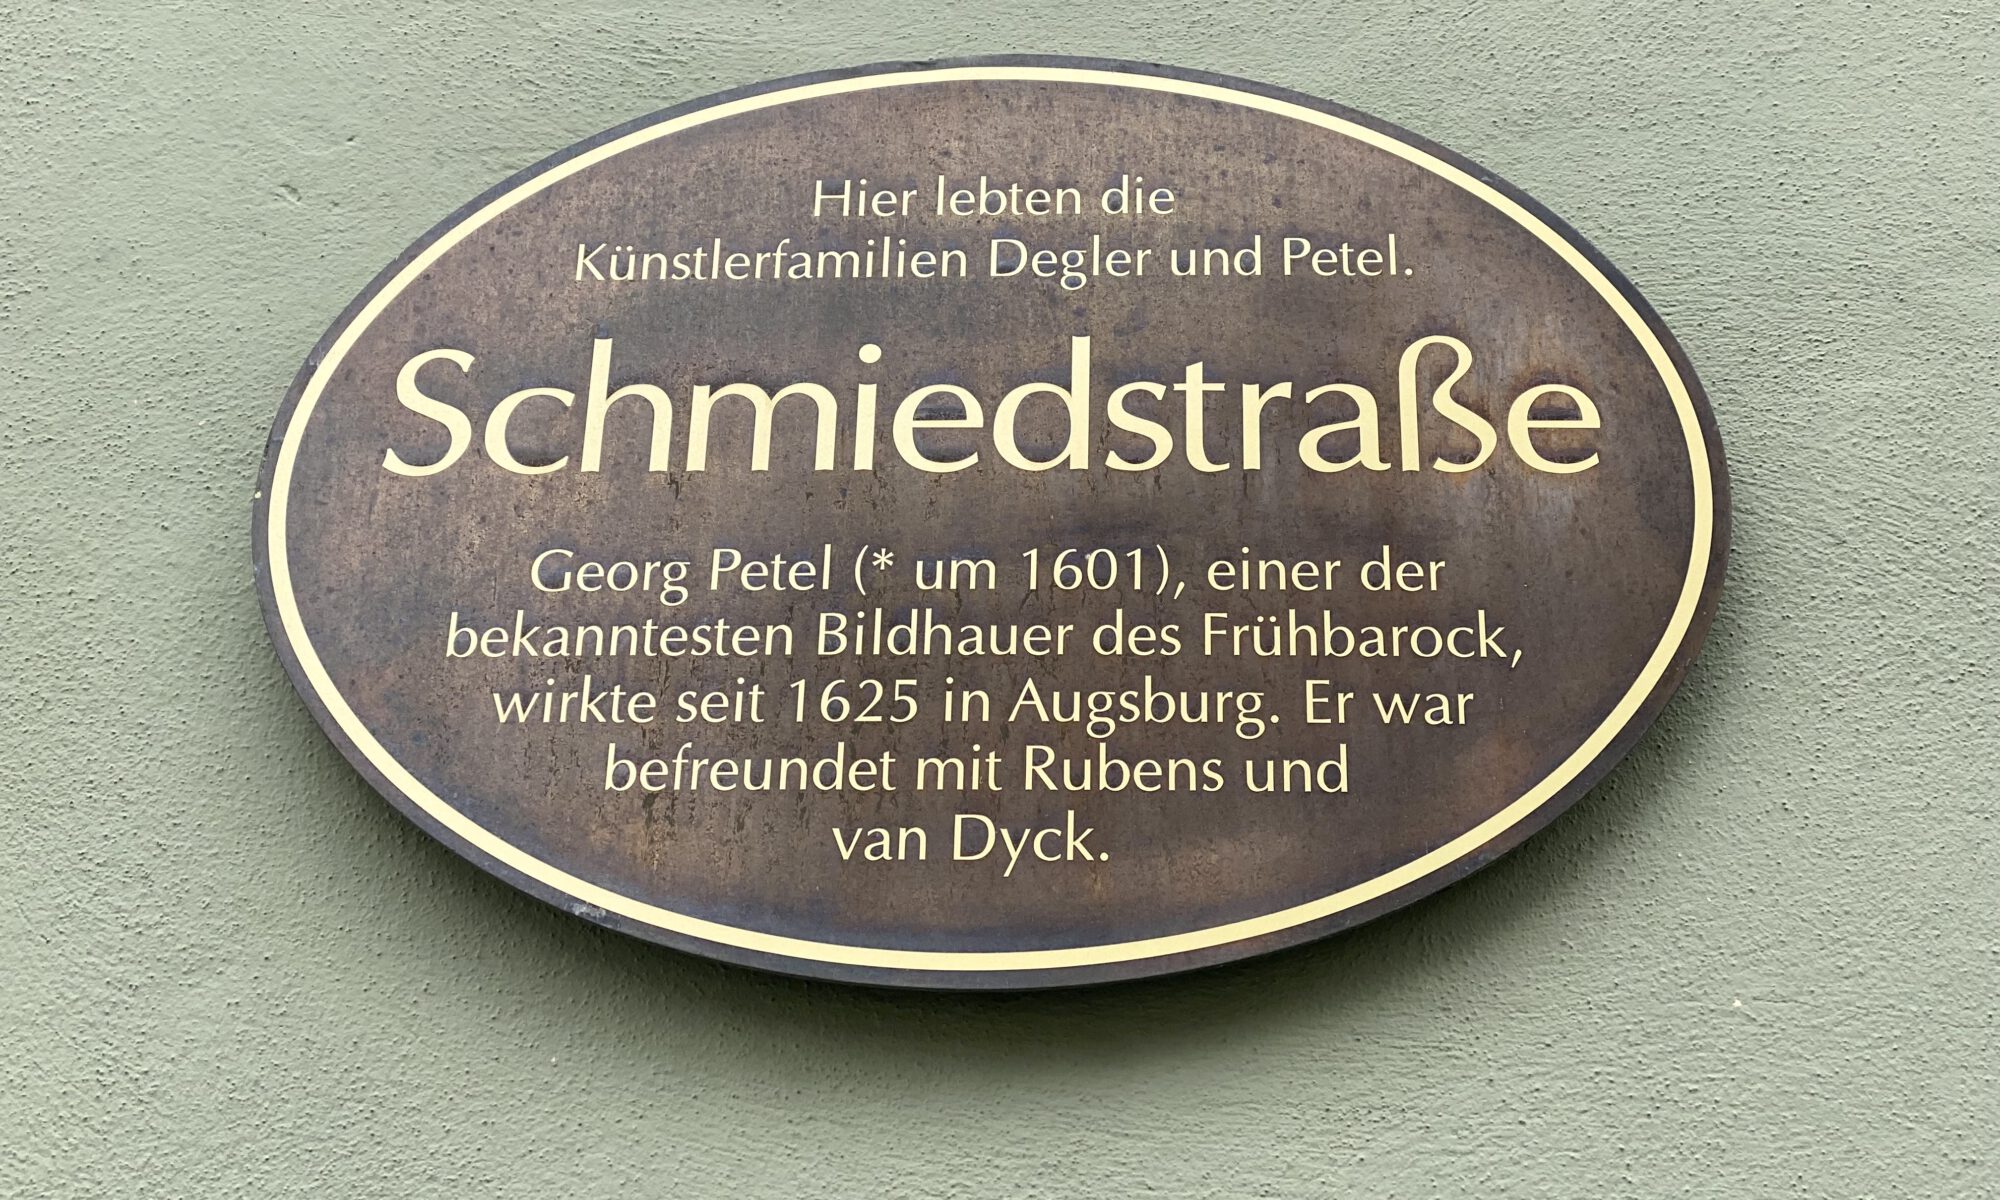 Hier lebten die
Künstlerfamilien Degler und Petel.
Schmiedstraße
Georg Petel (* um 1601), einer der
bekanntesten Bildhauer des Frühbarock,
wirkte seit 1625 in Augsburg. Er war
befreundet mit Rubens und
van Dyck.